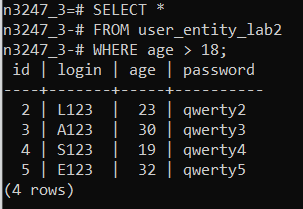 n3247_3=# SELECT *
n3247_3-# FROM user_entity_lab2
n3247_3-# WHERE age > 18;
 id | login | age | password
----+-------+-----+----------
  2 | L123  |  23 | qwerty2
  3 | A123  |  30 | qwerty3
  4 | S123  |  19 | qwerty4
  5 | E123  |  32 | qwerty5
(4 rows)